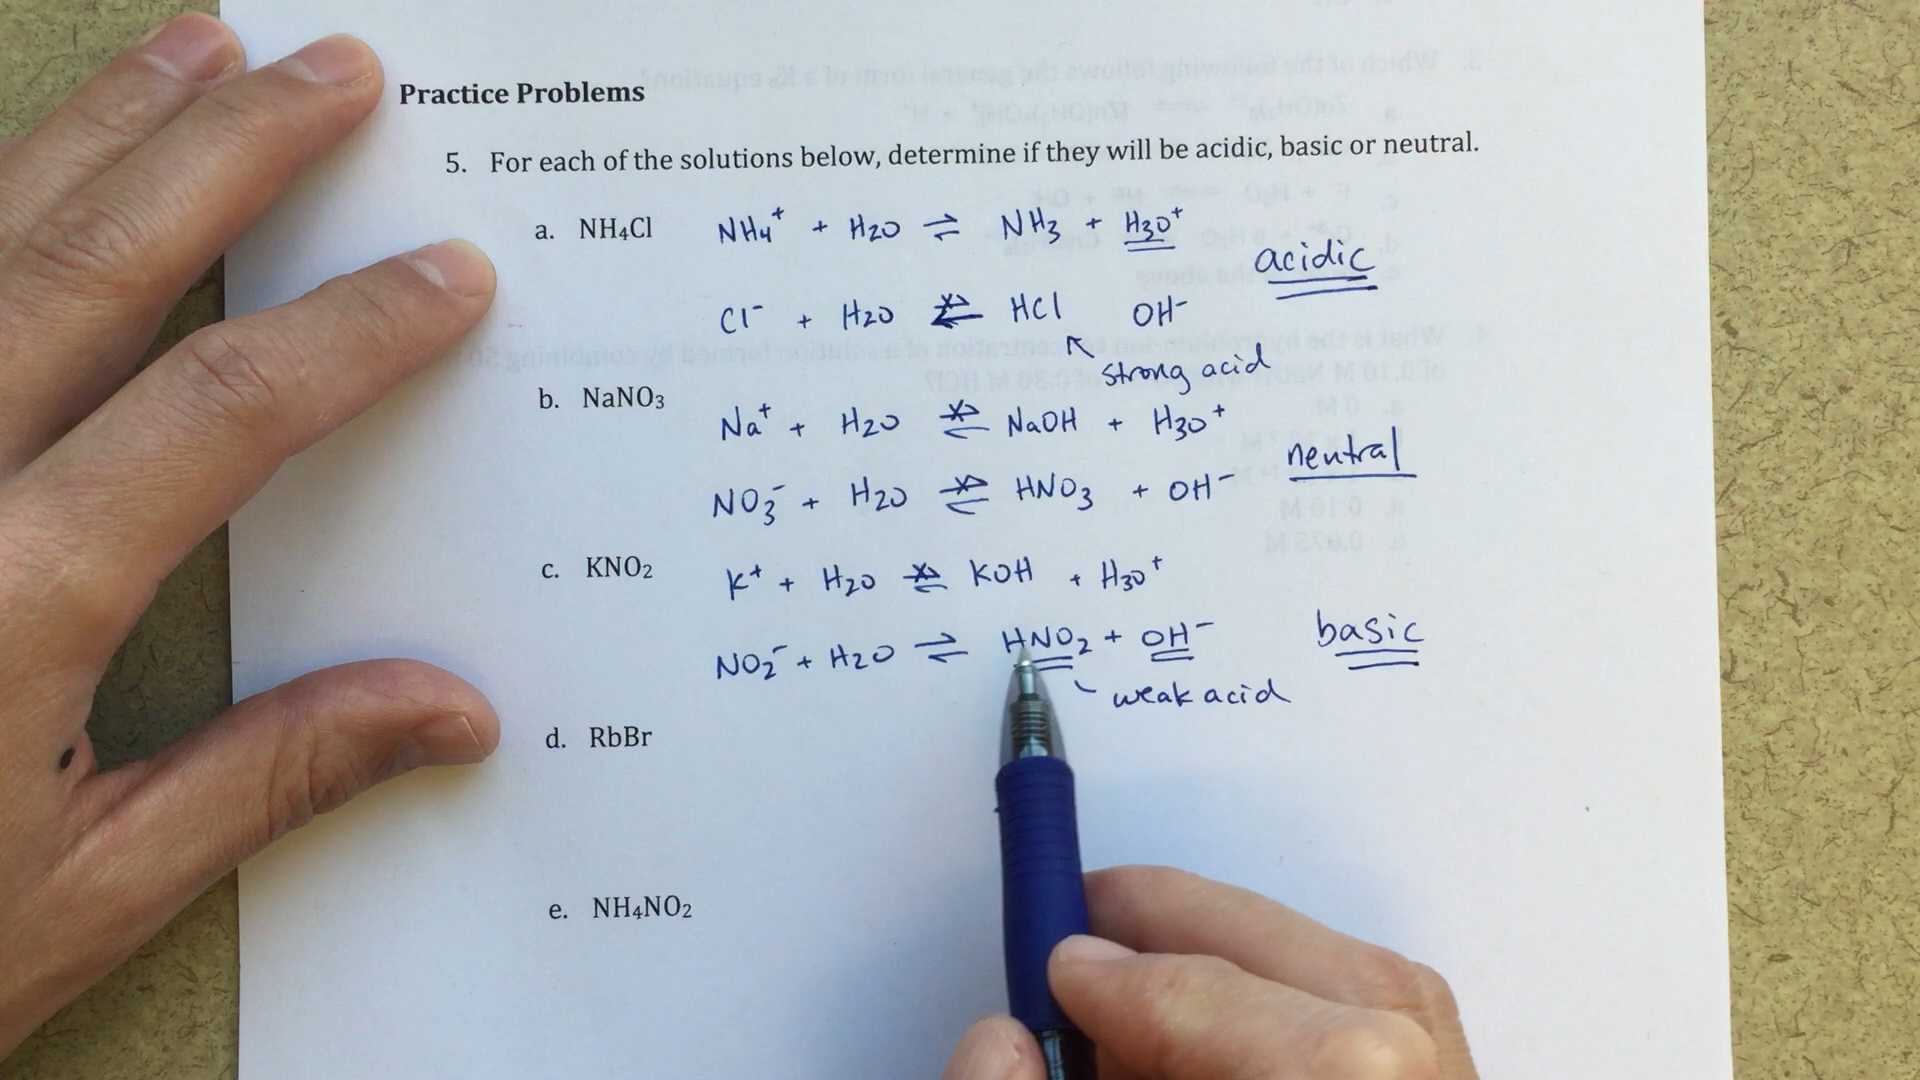 Practice Problems
5. For each of the solutions below, determine if they will be acidic, basic or neutral.
a. NH₄Cl NH₄⁺ + H₂O ⇌ NH₃ + H₃O⁺
acidic
Cl⁻ + H₂O ⇌ HCl OH⁻
strong acid
b. NaNO₃
Na⁺ + H₂O ⇌ NaOH + H₃O⁺
neutral
NO₃⁻ + H₂O ⇌ HNO₃ + OH⁻
c. KNO₂ K⁺ + H₂O ⇌ KOH + H₃O⁺
NO₂⁻ + H₂O ⇌ HNO₂ + OH⁻ basic
weak acid
d. RbBr
e. NH₄NO₂